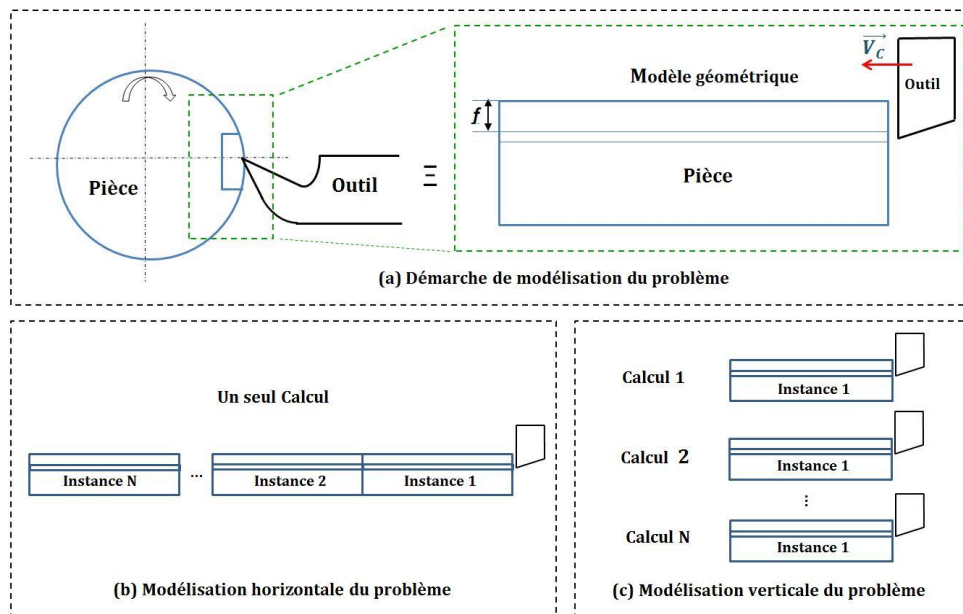 V_C
Modèle géométrique
Outil
f
Pièce
Outil
Ξ
Pièce
(a) Démarche de modélisation du problème
Un seul Calcul
Instance N
...
Instance 2
Instance 1
(b) Modélisation horizontale du problème
Calcul 1
Instance 1
Calcul 2
Instance 1
⋮
Calcul N
Instance 1
(c) Modélisation verticale du problème